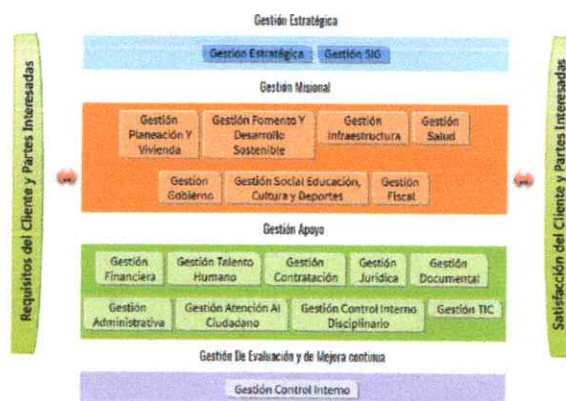 Gestión Estratégica
Gestión Estratégica
Gestión SIG
Gestión Misional
Gestión
Planeación Y
Vivienda
Gestión Fomento Y
Desarrollo
Sostenible
Gestión
Infraestructura
Gestión
Salud
Gestión
Gobierno
Gestión Social Educación,
Cultura y Deportes
Gestión
Fiscal
Gestión Apoyo
Gestión
Financiera
Gestión Talento
Humano
Gestión
Contratación
Gestión
Jurídica
Gestión
Documental
Gestión
Administrativa
Gestión Atención Al
Ciudadano
Gestión Control Interno
Disciplinario
Gestión TIC
Gestión De Evaluación y de Mejora continua
Gestión Control Interno
Requisitos del Cliente y Partes Interesadas
Satisfacción del Cliente y Partes Interesadas